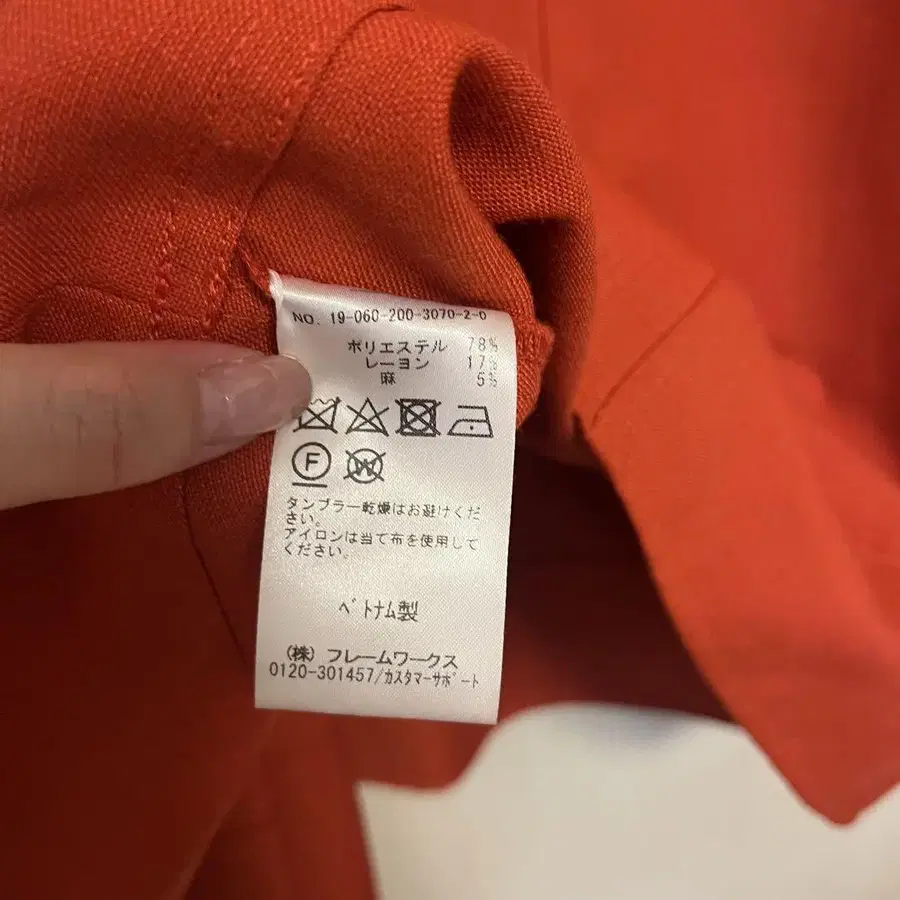 NO. 19-060-200-3070-2-0
ポリエステル 78%
レーヨン 17%
麻 5%
F W
タンブラー乾燥はお避けくだ
さい。
アイロンは当て布を使用して
ください。
ベトナム製
(株) フレームワークス
0120-301457/カスタマーサポート